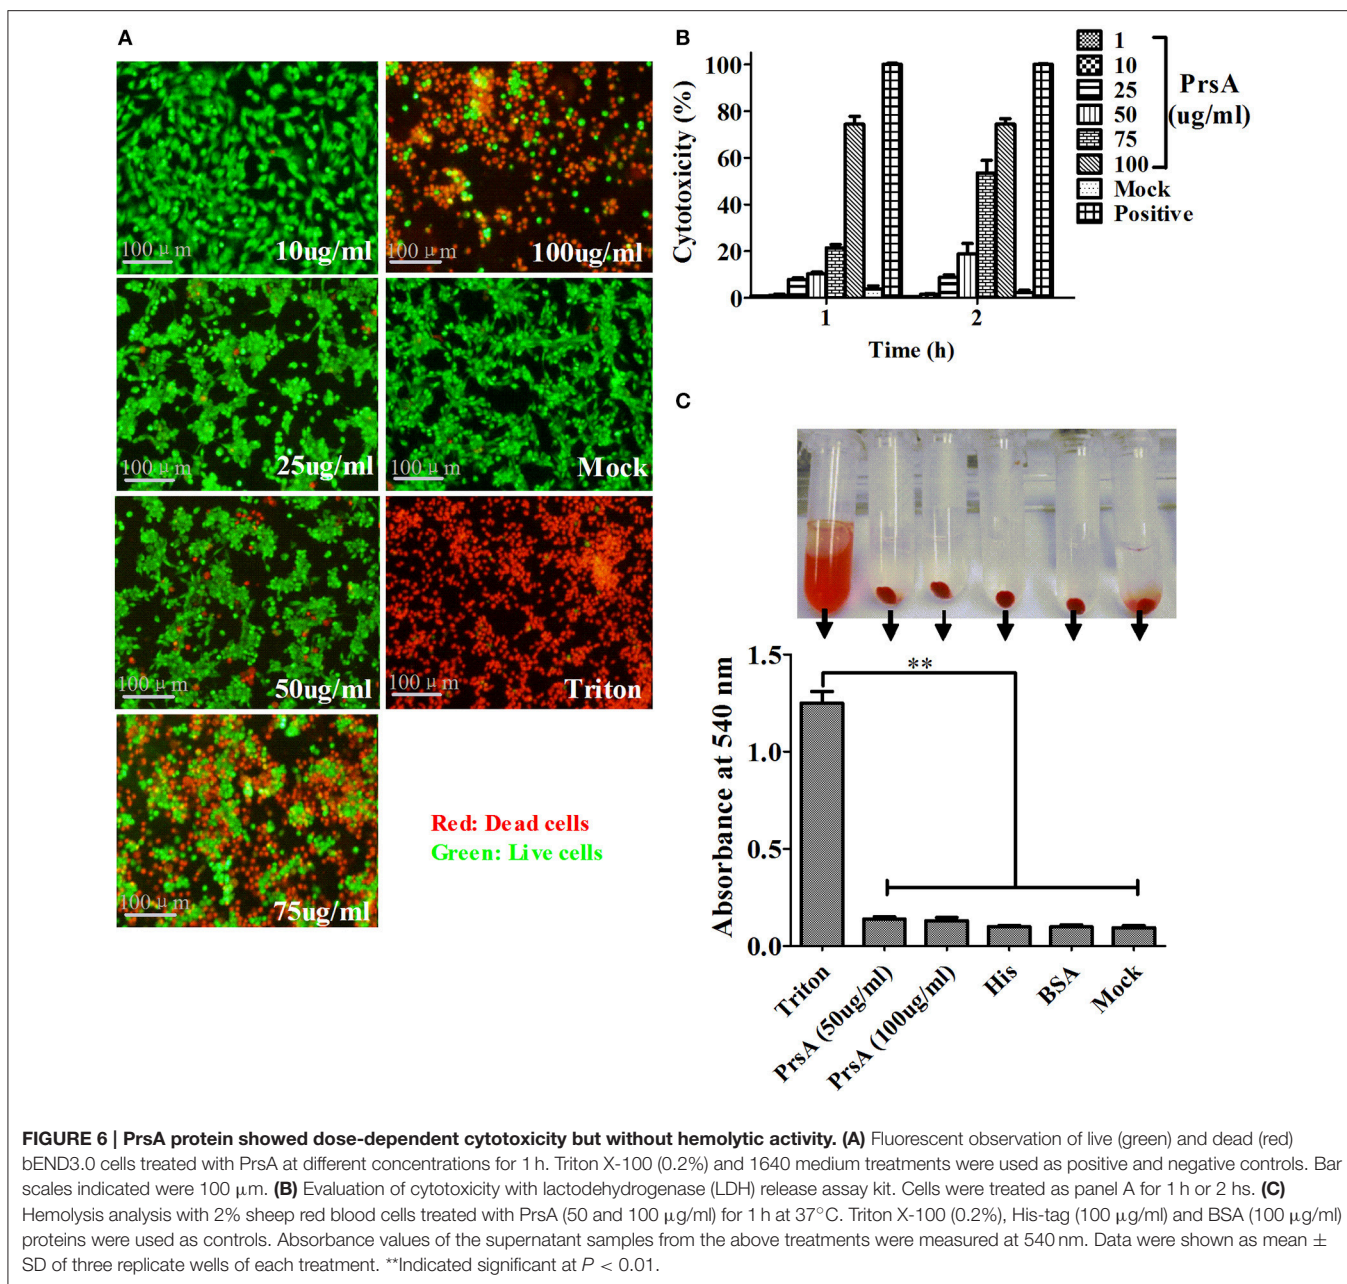 A
10ug/ml
100 μm
100ug/ml
100 μm
25ug/ml
100 μm
Mock
100 μm
50ug/ml
100 μm
Triton
100 μm
75ug/ml
100 μm
Red: Dead cells
Green: Live cells
B
Cytotoxicity (%)
100
80
60
40
20
0
1
2
Time (h)
1
10
25
50
75
100
Mock
Positive
PrsA
(ug/ml)
C
Absorbance at 540 nm
1.5
1.0
0.5
0.0
**
Triton
PrsA (50ug/ml)
PrsA (100ug/ml)
His
BSA
Mock
FIGURE 6 | PrsA protein showed dose-dependent cytotoxicity but without hemolytic activity. (A) Fluorescent observation of live (green) and dead (red)
bEND3.0 cells treated with PrsA at different concentrations for 1 h. Triton X-100 (0.2%) and 1640 medium treatments were used as positive and negative controls. Bar
scales indicated were 100 μm. (B) Evaluation of cytotoxicity with lactodehydrogenase (LDH) release assay kit. Cells were treated as panel A for 1 h or 2 hs. (C)
Hemolysis analysis with 2% sheep red blood cells treated with PrsA (50 and 100 μg/ml) for 1 h at 37°C. Triton X-100 (0.2%), His-tag (100 μg/ml) and BSA (100 μg/ml)
proteins were used as controls. Absorbance values of the supernatant samples from the above treatments were measured at 540 nm. Data were shown as mean ±
SD of three replicate wells of each treatment. **Indicated significant at P < 0.01.